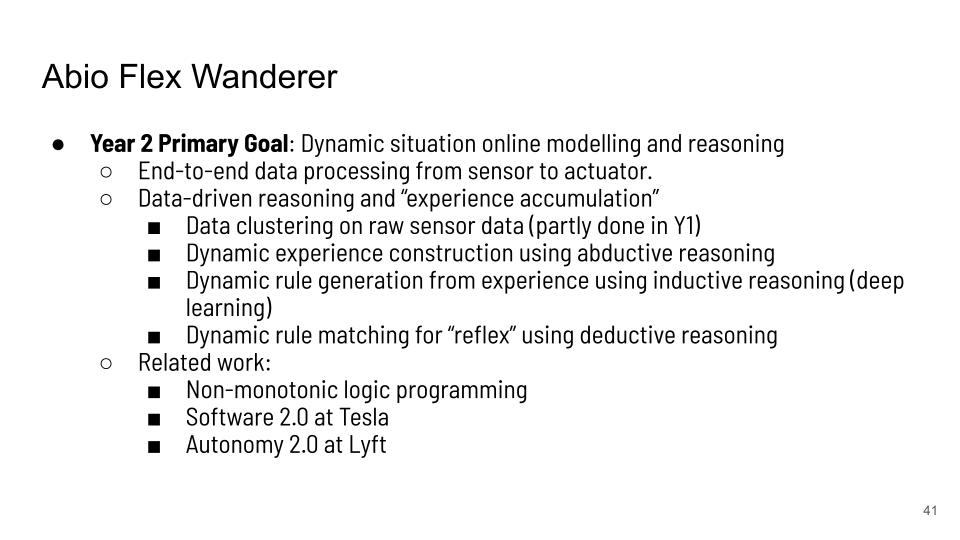 Abio Flex Wanderer
● Year 2 Primary Goal: Dynamic situation online modelling and reasoning
○ End-to-end data processing from sensor to actuator.
○ Data-driven reasoning and “experience accumulation”
■ Data clustering on raw sensor data (partly done in Y1)
■ Dynamic experience construction using abductive reasoning
■ Dynamic rule generation from experience using inductive reasoning (deep
learning)
■ Dynamic rule matching for “reflex” using deductive reasoning
○ Related work:
■ Non-monotonic logic programming
■ Software 2.0 at Tesla
■ Autonomy 2.0 at Lyft
41